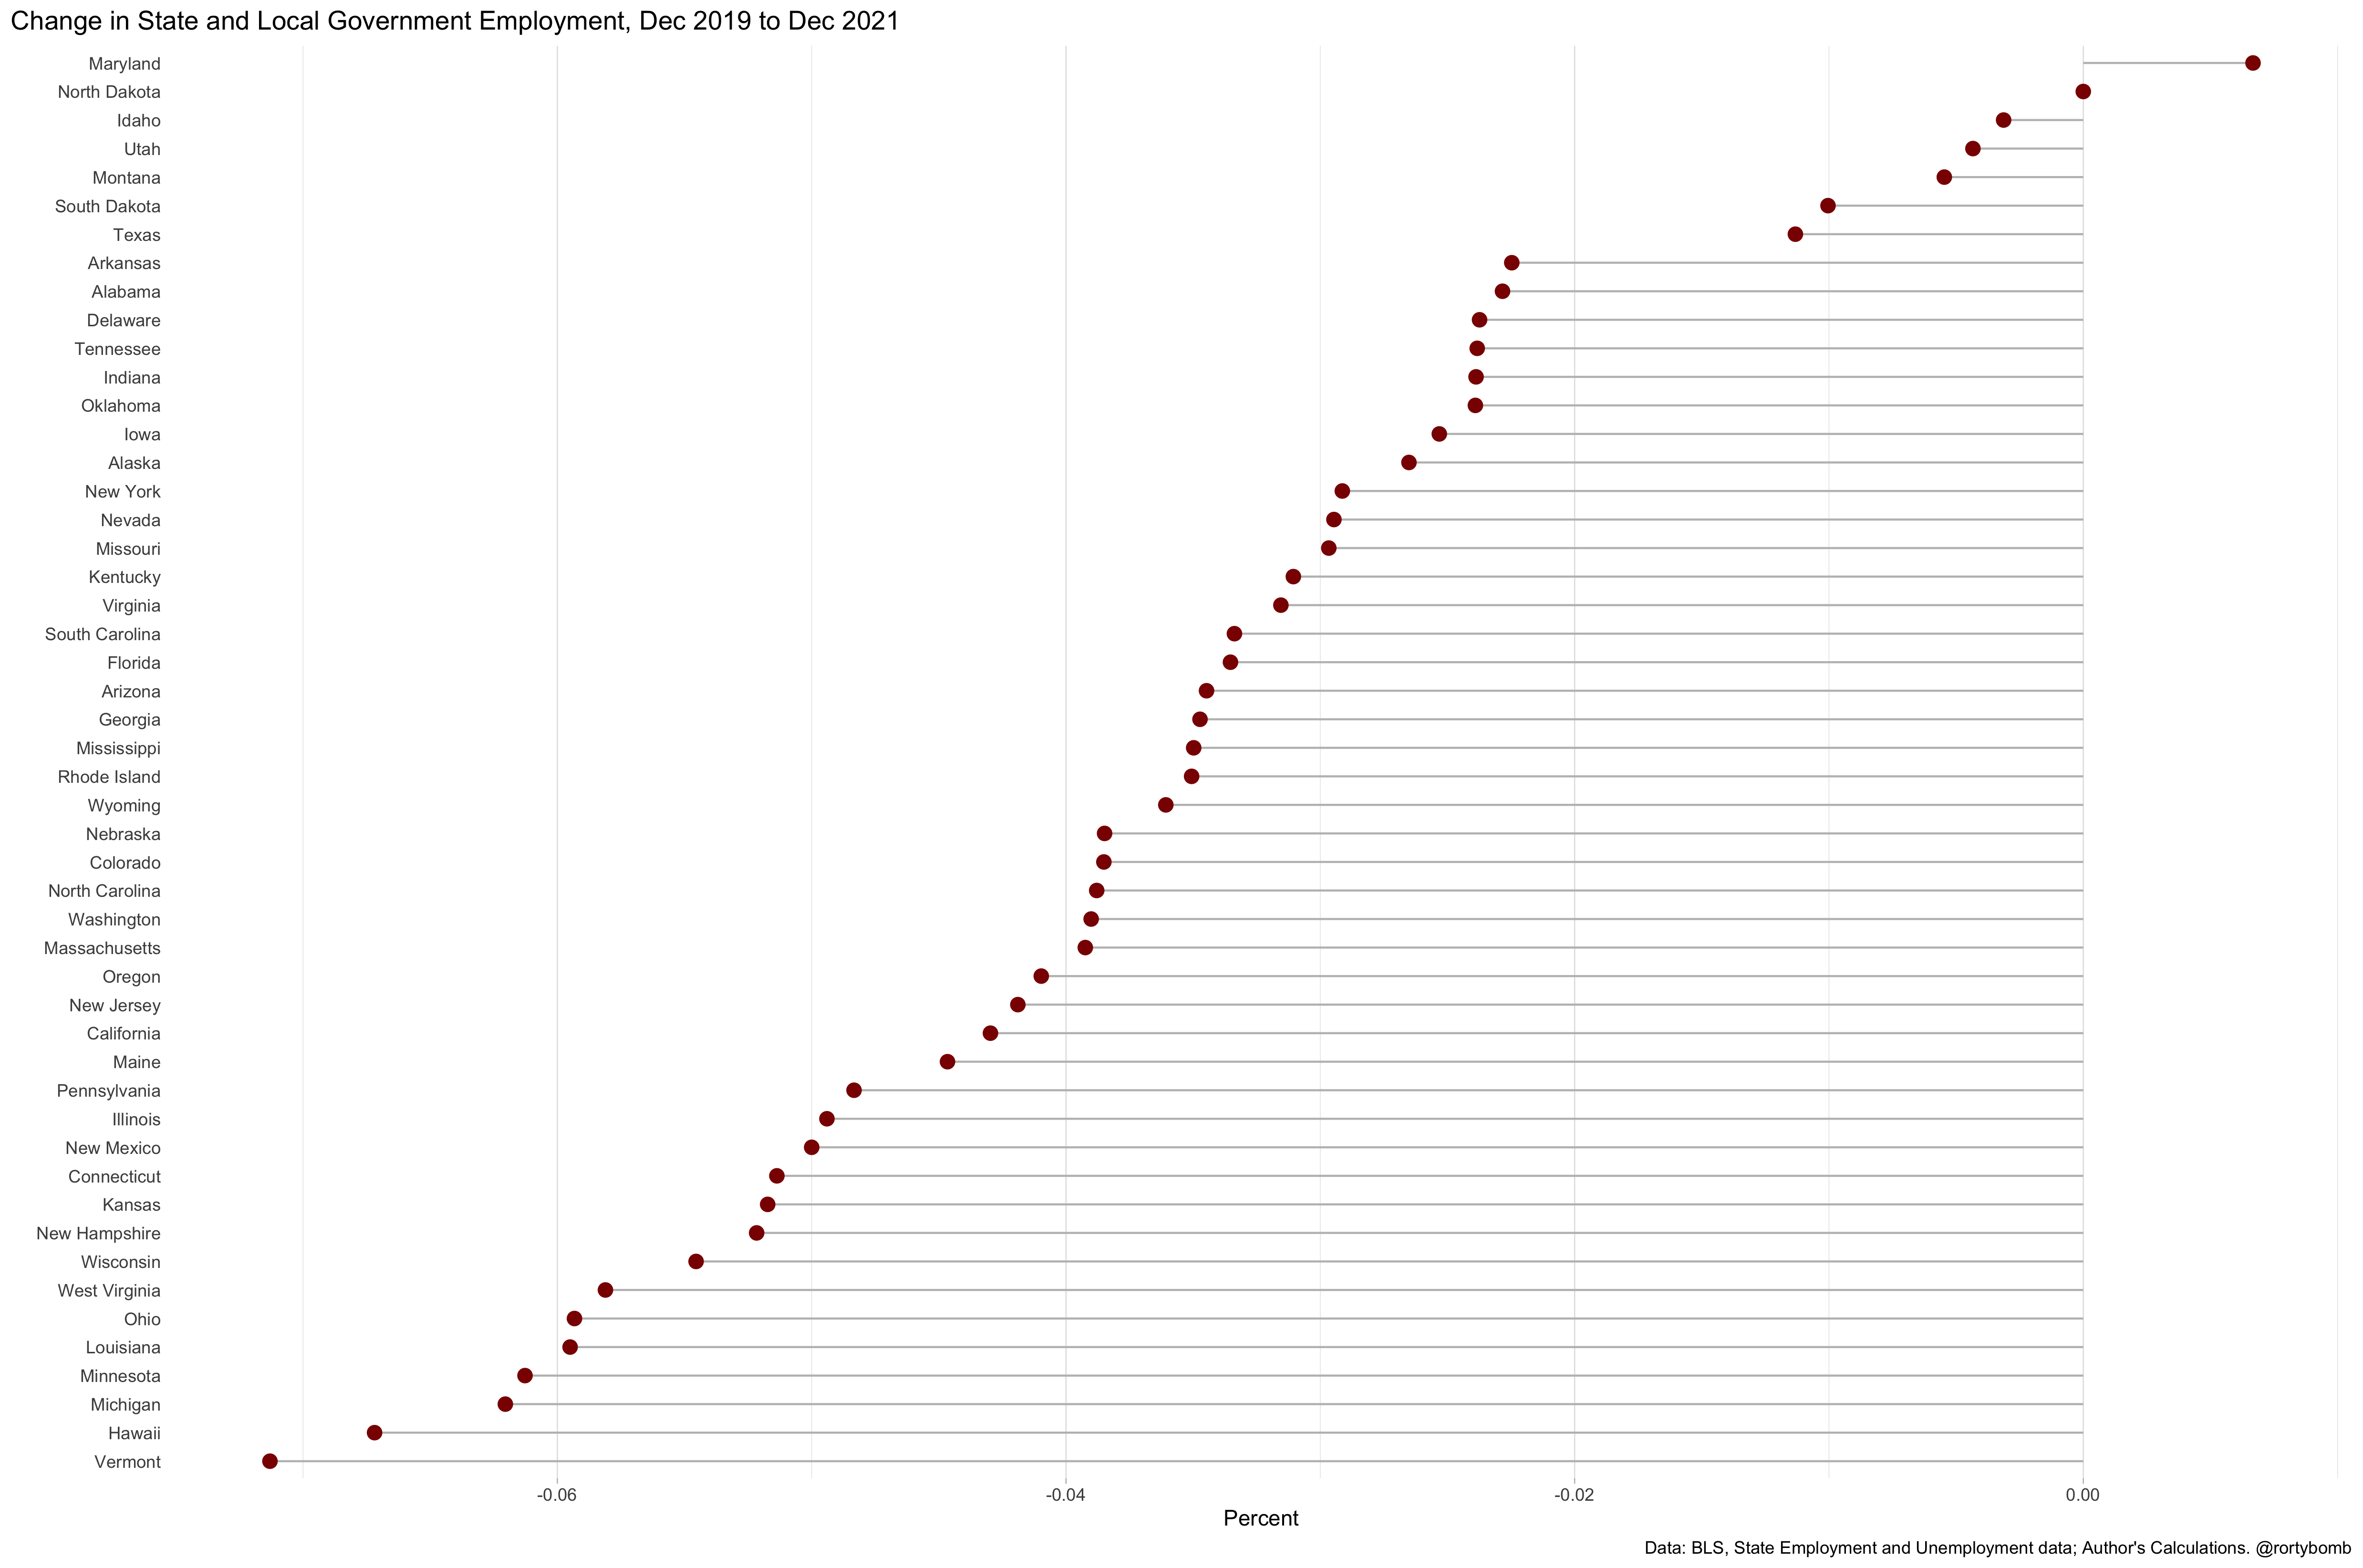 Change in State and Local Government Employment, Dec 2019 to Dec 2021
Maryland
North Dakota
Idaho
Utah
Montana
South Dakota
Texas
Arkansas
Alabama
Delaware
Tennessee
Indiana
Oklahoma
Iowa
Alaska
New York
Nevada
Missouri
Kentucky
Virginia
South Carolina
Florida
Arizona
Georgia
Mississippi
Rhode Island
Wyoming
Nebraska
Colorado
North Carolina
Washington
Massachusetts
Oregon
New Jersey
California
Maine
Pennsylvania
Illinois
New Mexico
Connecticut
Kansas
New Hampshire
Wisconsin
West Virginia
Ohio
Louisiana
Minnesota
Michigan
Hawaii
Vermont
-0.06 -0.04 -0.02 0.00
Percent
Data: BLS, State Employment and Unemployment data; Author's Calculations. @rortybomb